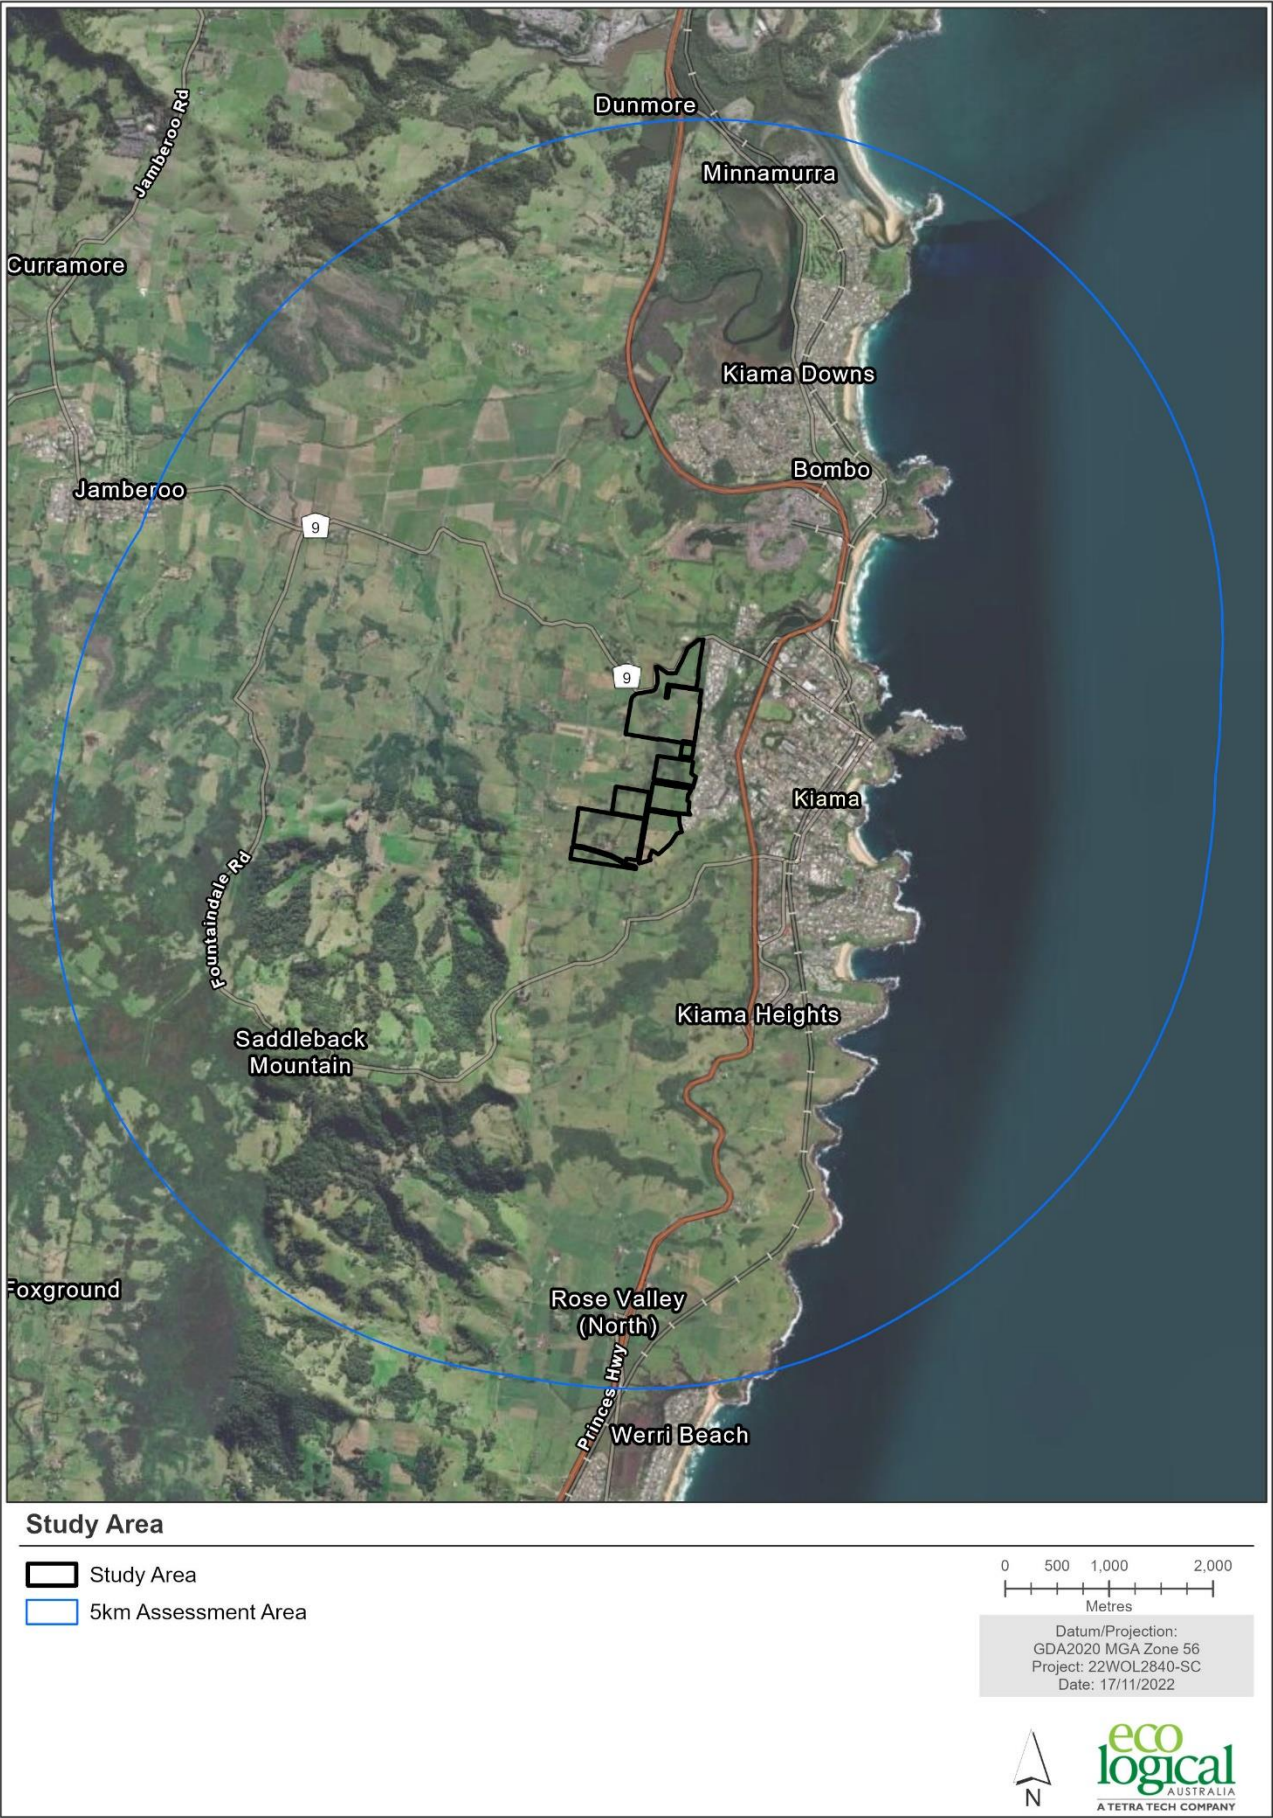 Dunmore
Minnamurra
Jamberoo Rd
Curramore
Kiama Downs
Bombo
Jamberoo
9
9
Kiama
Fountaindale Rd
Kiama Heights
Saddleback
Mountain
Foxground
Rose Valley
(North)
Princes Hwy
Werri Beach
Study Area
Study Area
5km Assessment Area
0 500 1,000 2,000
Metres
Datum/Projection:
GDA2020 MGA Zone 56
Project: 22WOL2840-SC
Date: 17/11/2022
N
eco
logical
AUSTRALIA
A TETRA TECH COMPANY